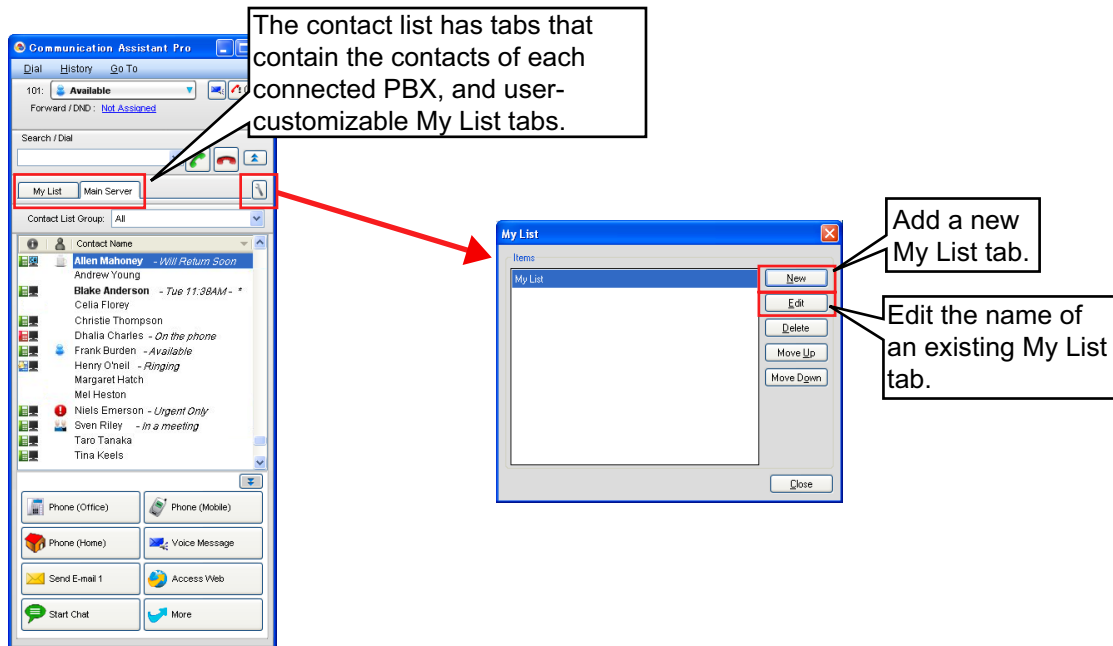 The contact list has tabs that
contain the contacts of each
connected PBX, and user-
customizable My List tabs.
Communication Assistant Pro
Dial History Go To
101: Available
Forward / DND : Not Assigned
Search / Dial
My List Main Server
Contact List Group: All
Contact Name
Allen Mahoney - Will Return Soon
Andrew Young
Blake Anderson - Tue 11:38AM - *
Celia Florey
Christie Thompson
Dhalia Charles - On the phone
Frank Burden - Available
Henry O'neil - Ringing
Margaret Hatch
Mel Heston
Niels Emerson - Urgent Only
Sven Riley - In a meeting
Taro Tanaka
Tina Keels
Phone (Office) Phone (Mobile)
Phone (Home) Voice Message
Send E-mail 1 Access Web
Start Chat More
My List
Items
My List
New
Edit
Delete
Move Up
Move Down
Close
Add a new
My List tab.
Edit the name of
an existing My List
tab.